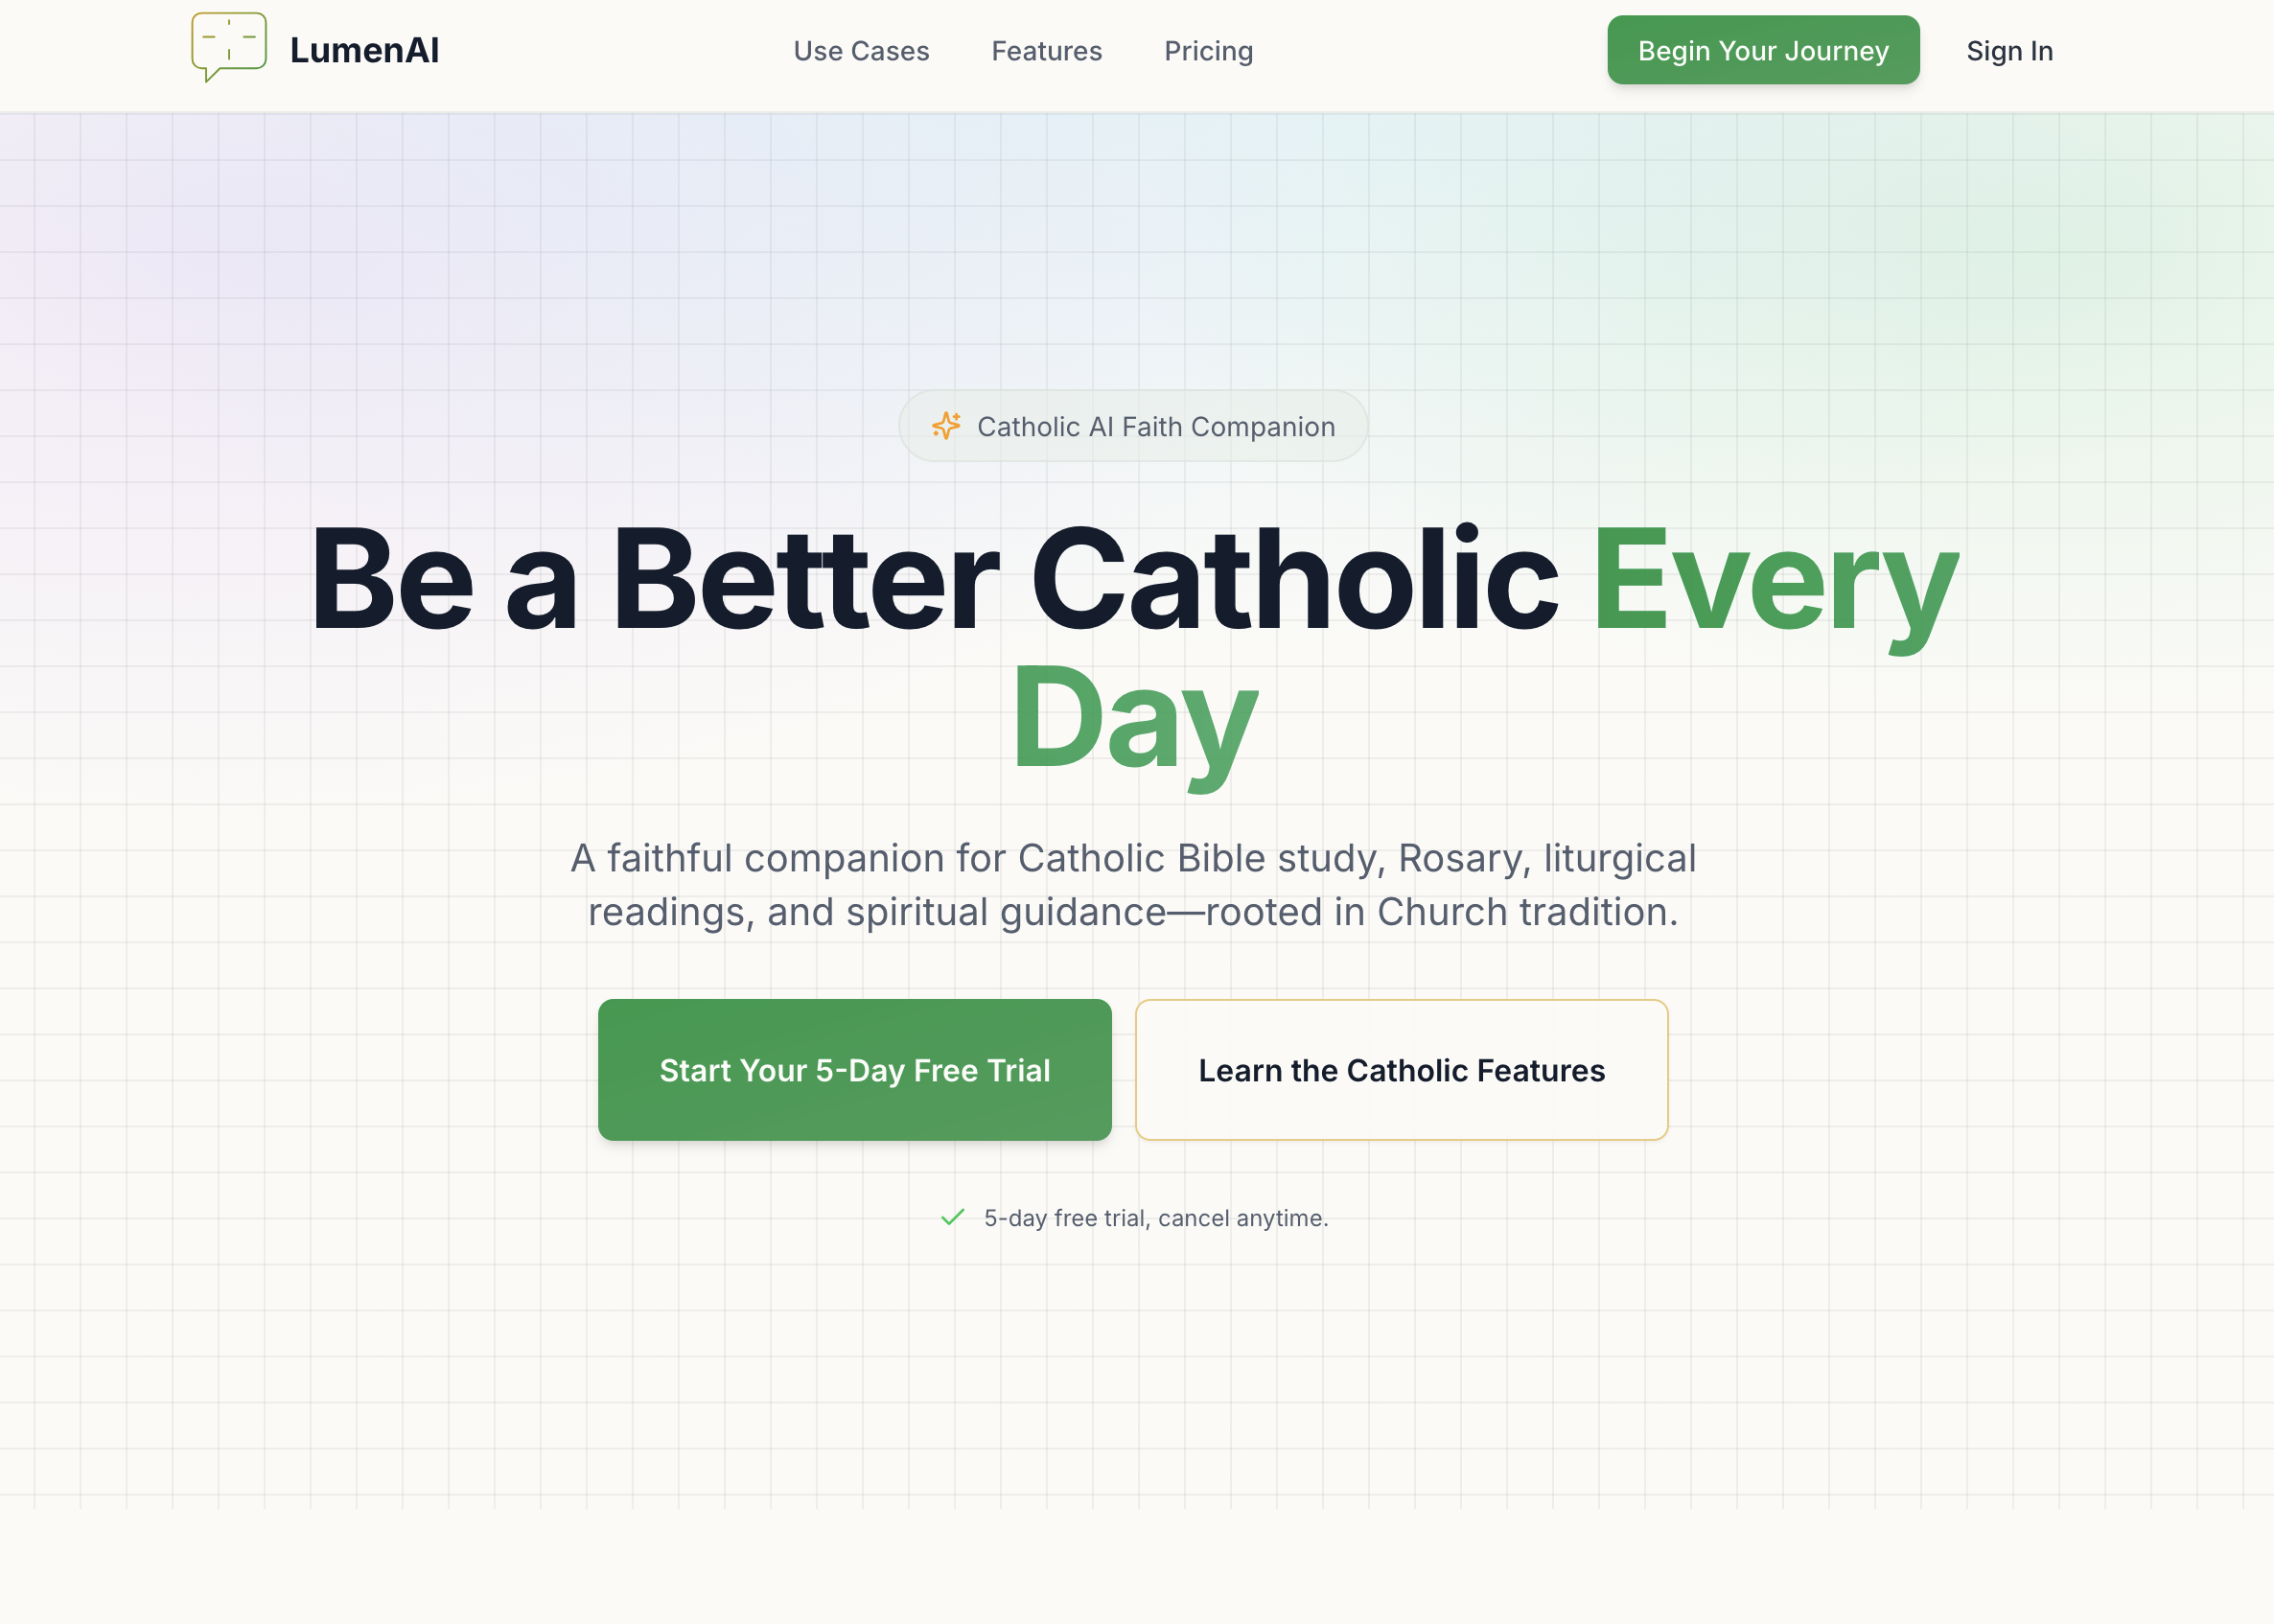 LumenAI
Use Cases
Features
Pricing
Begin Your Journey
Sign In
Catholic AI Faith Companion
Be a Better Catholic Every
Day
A faithful companion for Catholic Bible study, Rosary, liturgical
readings, and spiritual guidance—rooted in Church tradition.
Start Your 5-Day Free Trial
Learn the Catholic Features
5-day free trial, cancel anytime.